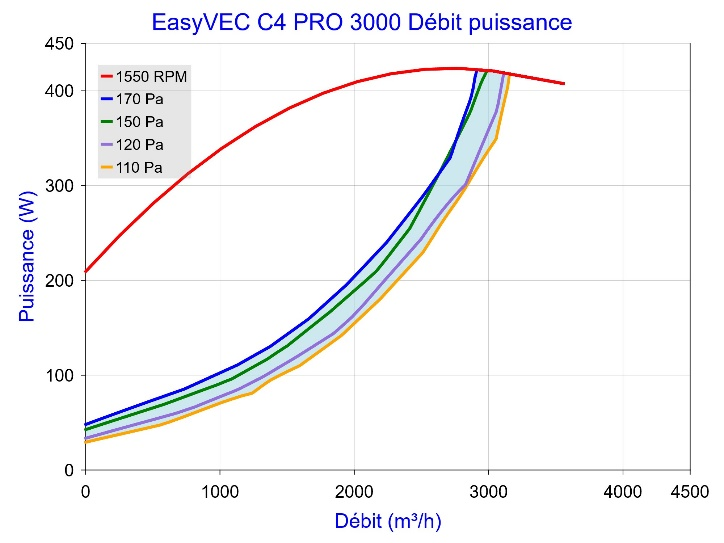 EasyVEC C4 PRO 3000 Débit puissance
450
400
300
200
100
0
Puissance (W)
1550 RPM
170 Pa
150 Pa
120 Pa
110 Pa
0 1000 2000 3000 4000 4500
Débit (m³/h)